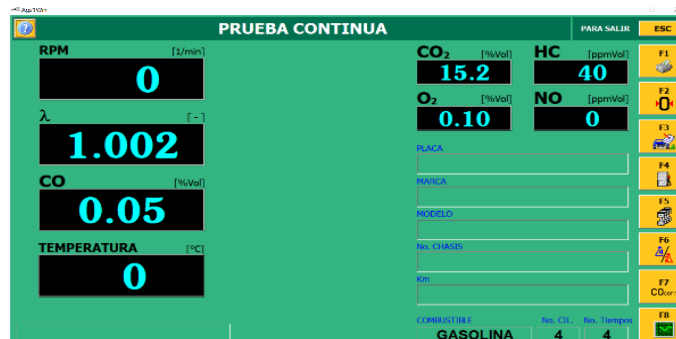 PRUEBA CONTINUA PARA SALIR ESC
RPM [1/min]
0
λ [ - ]
1.002
CO [%Vol]
0.05
TEMPERATURA [ºC]
0
CO₂ [%Vol] HC [ppmVol]
15.2 40
O₂ [%Vol] NO [ppmVol]
0.10 0
PLACA
MARCA
MODELO
No. CHASIS
Km
COMBUSTIBLE No. Cil. No. Tiempos
GASOLINA 4 4
F1
F2
F3
F4
F5
F6
F7
COcorr
F8